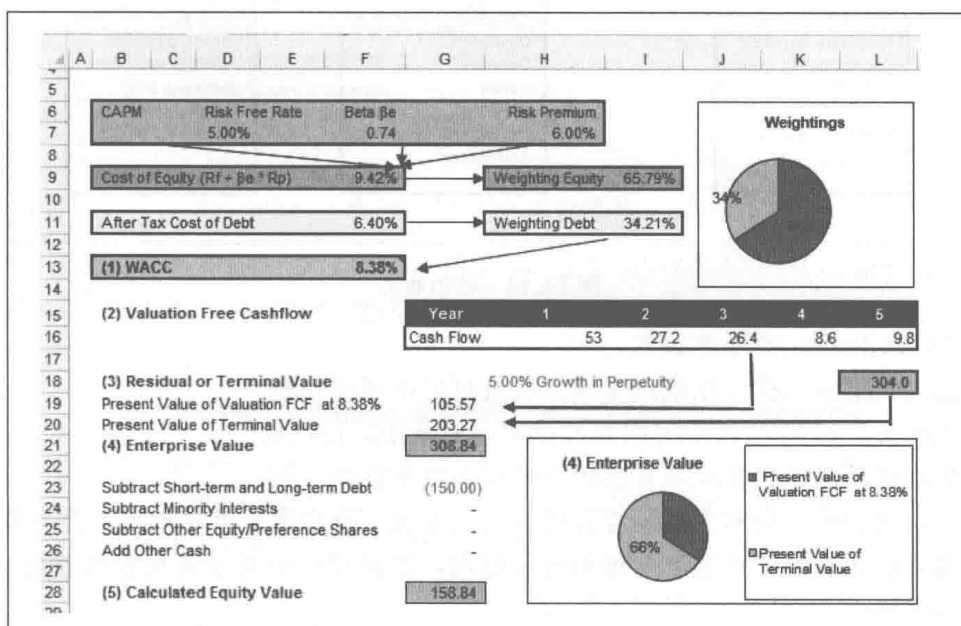 A B C D E F G H I J K L
5
6 CAPM Risk Free Rate Beta βe Risk Premium
7 5.00% 0.74 6.00%
8
9 Cost of Equity (Rf + βe * Rp) 9.42% Weighting Equity 65.79%
10
11 After Tax Cost of Debt 6.40% Weighting Debt 34.21%
12
13 (1) WACC 8.38%
14
Weightings
34%
15 (2) Valuation Free Cashflow Year 1 2 3 4 5
16 Cash Flow 53 27.2 26.4 8.6 9.8
17
18 (3) Residual or Terminal Value 5.00% Growth in Perpetuity 304.0
19 Present Value of Valuation FCF at 8.38% 105.57
20 Present Value of Terminal Value 203.27
21 (4) Enterprise Value 308.84
22
23 Subtract Short-term and Long-term Debt (150.00)
24 Subtract Minority Interests -
25 Subtract Other Equity/Preference Shares -
26 Add Other Cash -
27
28 (5) Calculated Equity Value 158.84
(4) Enterprise Value
66%
Present Value of
Valuation FCF at 8.38%
Present Value of
Terminal Value